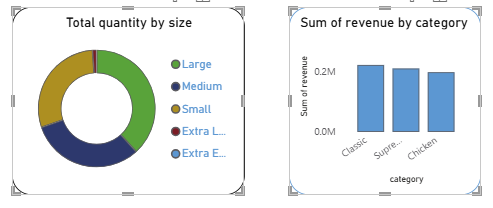 Total quantity by size
Large
Medium
Small
Extra L...
Extra E...
Sum of revenue by category
Sum of revenue
0.2M
0.0M
Classic
Supre...
Chicken
category